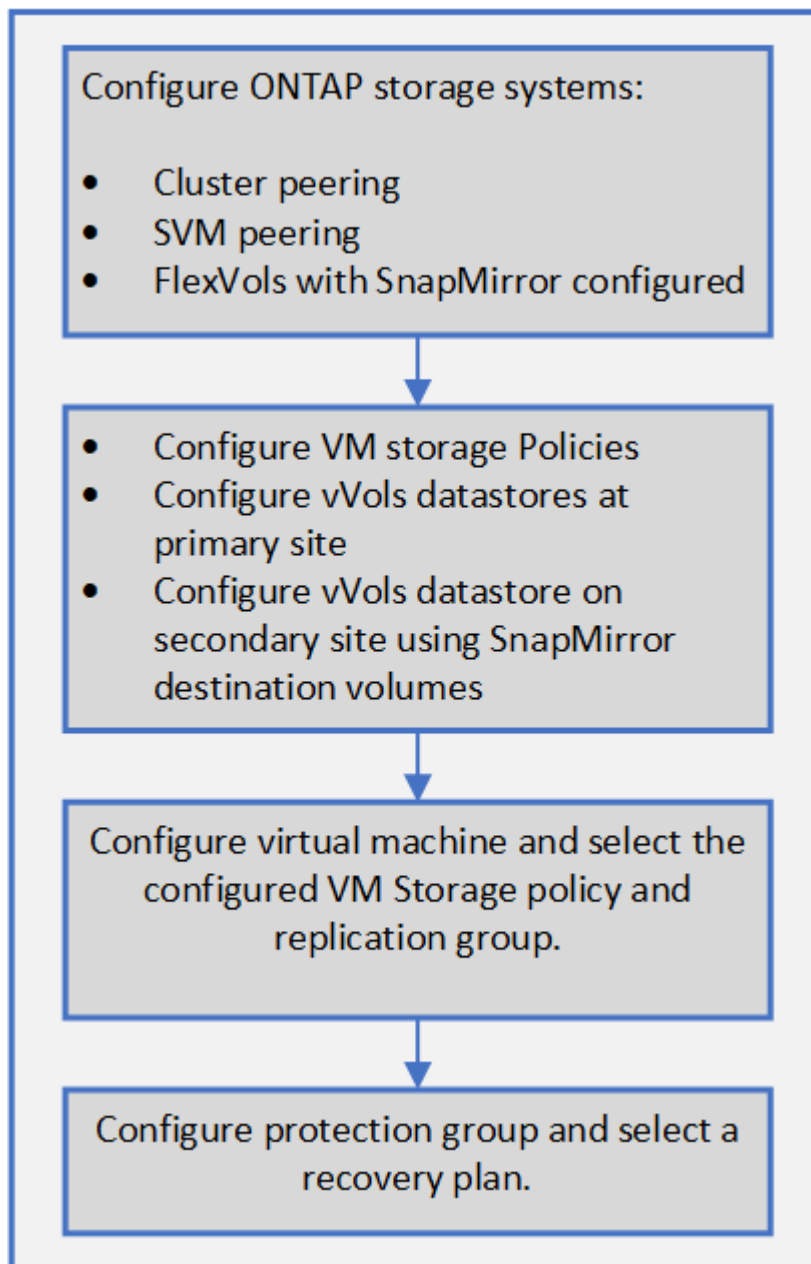 Configure ONTAP storage systems:
• Cluster peering
• SVM peering
• FlexVols with SnapMirror configured
• Configure VM storage Policies
• Configure vVols datastores at
primary site
• Configure vVols datastore on
secondary site using SnapMirror
destination volumes
Configure virtual machine and select the
configured VM Storage policy and
replication group.
Configure protection group and select a
recovery plan.